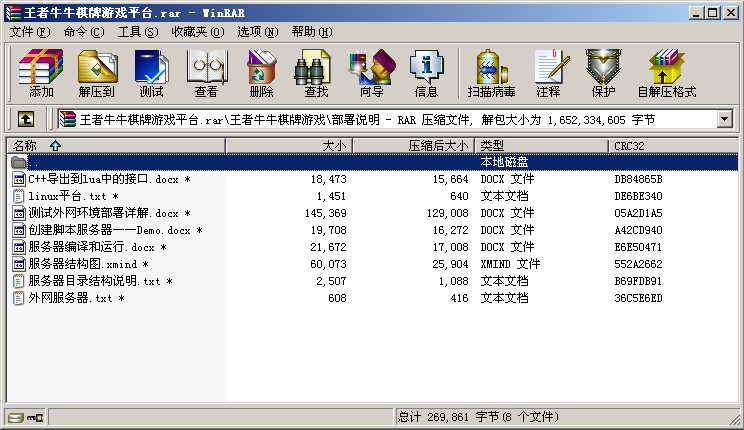 王者牛牛棋牌游戏平台.rar - WinRAR
文件(F) 命令(C) 工具(S) 收藏夹(O) 选项(N) 帮助(H)
添加 解压到 测试 查看 删除 查找 向导 信息 扫描病毒 注释 保护 自解压格式
王者牛牛棋牌游戏平台.rar\王者牛牛棋牌游戏\部署说明 - RAR 压缩文件, 解包大小为 1,652,334,605 字节
名称 大小 压缩后大小 类型 CRC32
.. 本地磁盘
C++导出到lua中的接口.docx * 18,473 15,664 DOCX 文件 DB84865B
linux平台.txt * 1,451 640 文本文档 DE6BE340
测试外网环境部署详解.docx * 145,369 129,008 DOCX 文件 05A2D1A5
创建脚本服务器——Demo.docx * 19,708 16,272 DOCX 文件 A42CD940
服务器编译和运行.docx * 21,672 17,008 DOCX 文件 E6E50471
服务器结构图.xmind * 60,073 25,904 XMIND 文件 552A2662
服务器目录结构说明.txt * 2,507 1,088 文本文档 B69FDB91
外网服务器.txt * 608 416 文本文档 36C5E6ED
总计 269,861 字节(8 个文件)